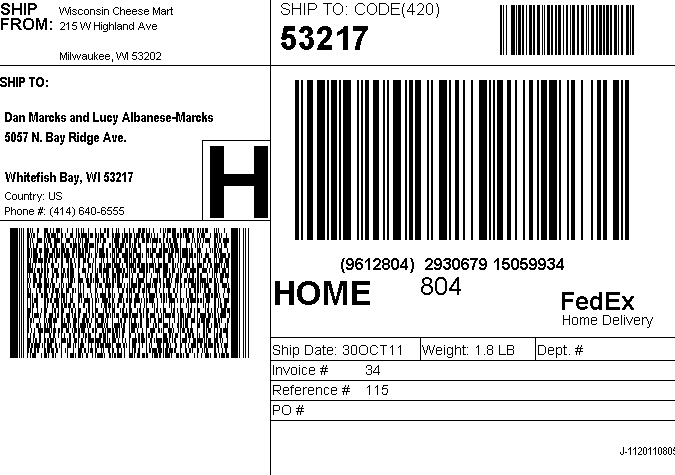 SHIP FROM:
Wisconsin Cheese Mart
215 W Highland Ave
Milwaukee, WI 53202
SHIP TO: CODE(420)
53217
SHIP TO:
Dan Marcks and Lucy Albanese-Marcks
5057 N. Bay Ridge Ave.
Whitefish Bay, WI 53217
Country: US
Phone #: (414) 640-6555
H
(9612804) 2930679 15059934
HOME 804
FedEx
Home Delivery
Ship Date: 30OCT11 Weight: 1.8 LB Dept. #
Invoice # 34
Reference # 115
PO #
J-1120110805